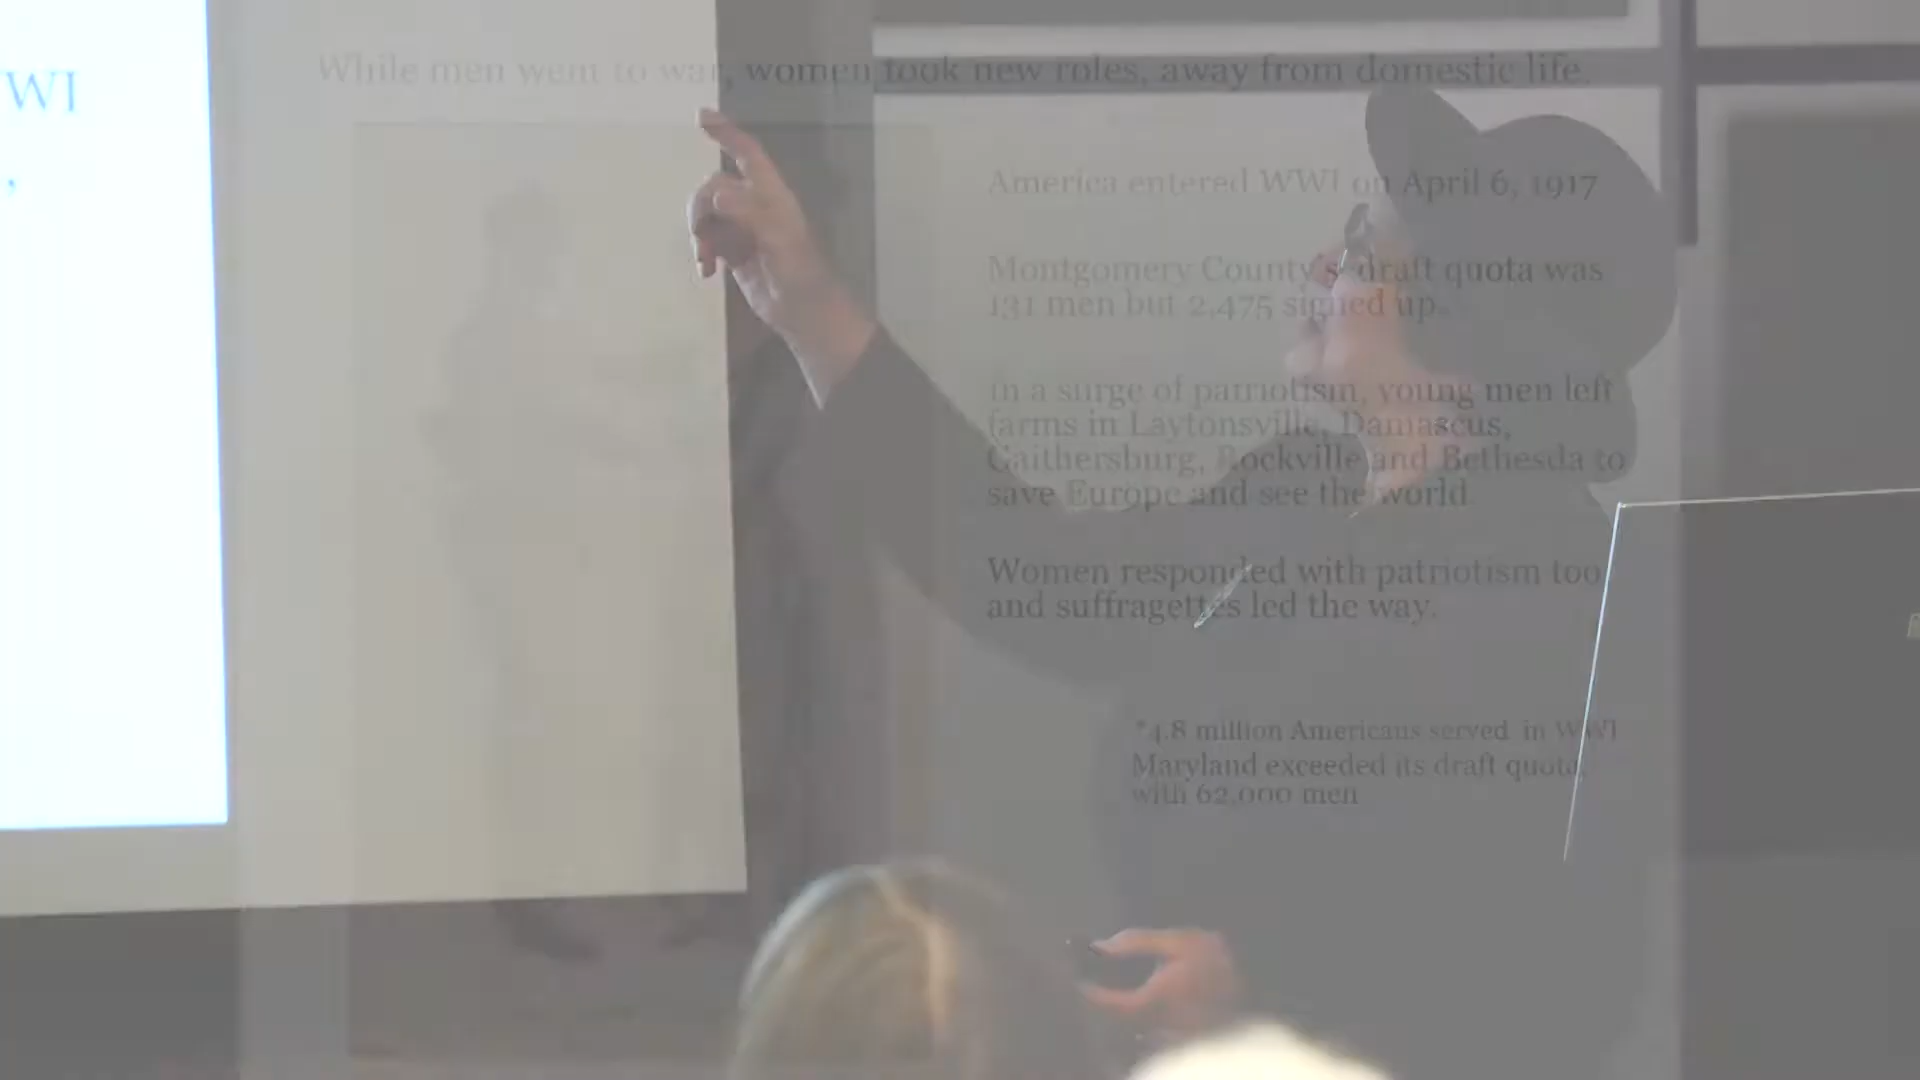 WWI
,
While men went to war, women took new roles, away from domestic life.
America entered WWI on April 6, 1917
Montgomery County's draft quota was
131 men but 2,475 signed up.
In a surge of patriotism, young men left
farms in Laytonsville, Damascus,
Gaithersburg, Rockville and Bethesda to
save Europe and see the world
Women responded with patriotism too
and suffragettes led the way.
*4.8 million Americans served in WWI
Maryland exceeded its draft quota,
with 62,000 men